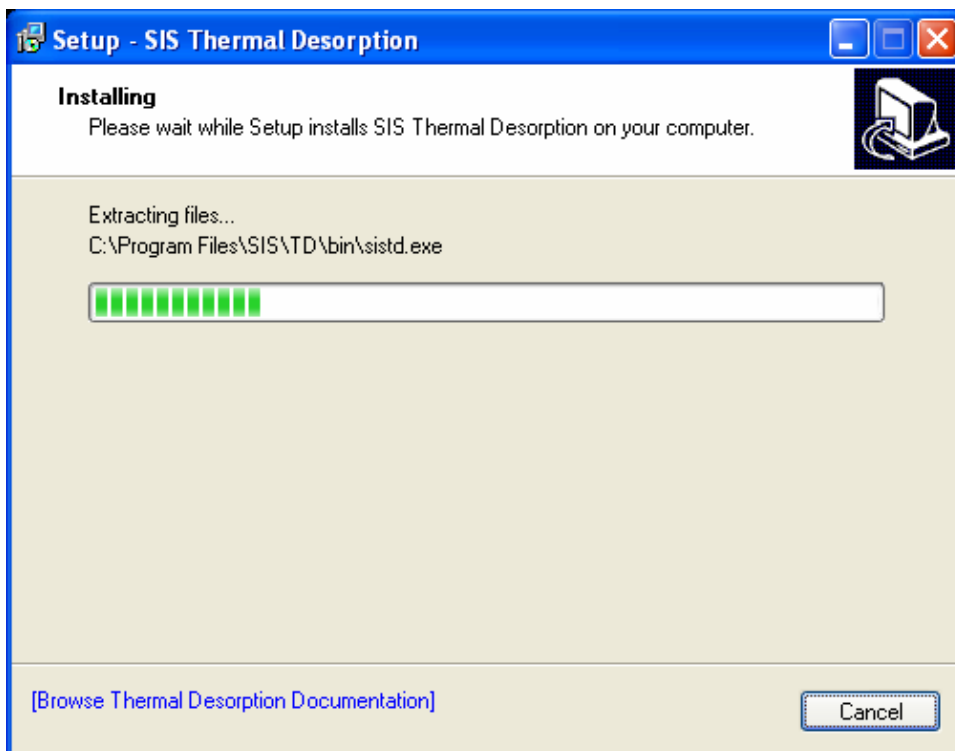 Setup - SIS Thermal Desorption
Installing
Please wait while Setup installs SIS Thermal Desorption on your computer.
Extracting files...
C:\Program Files\SIS\TD\bin\sistd.exe
[Browse Thermal Desorption Documentation]
Cancel